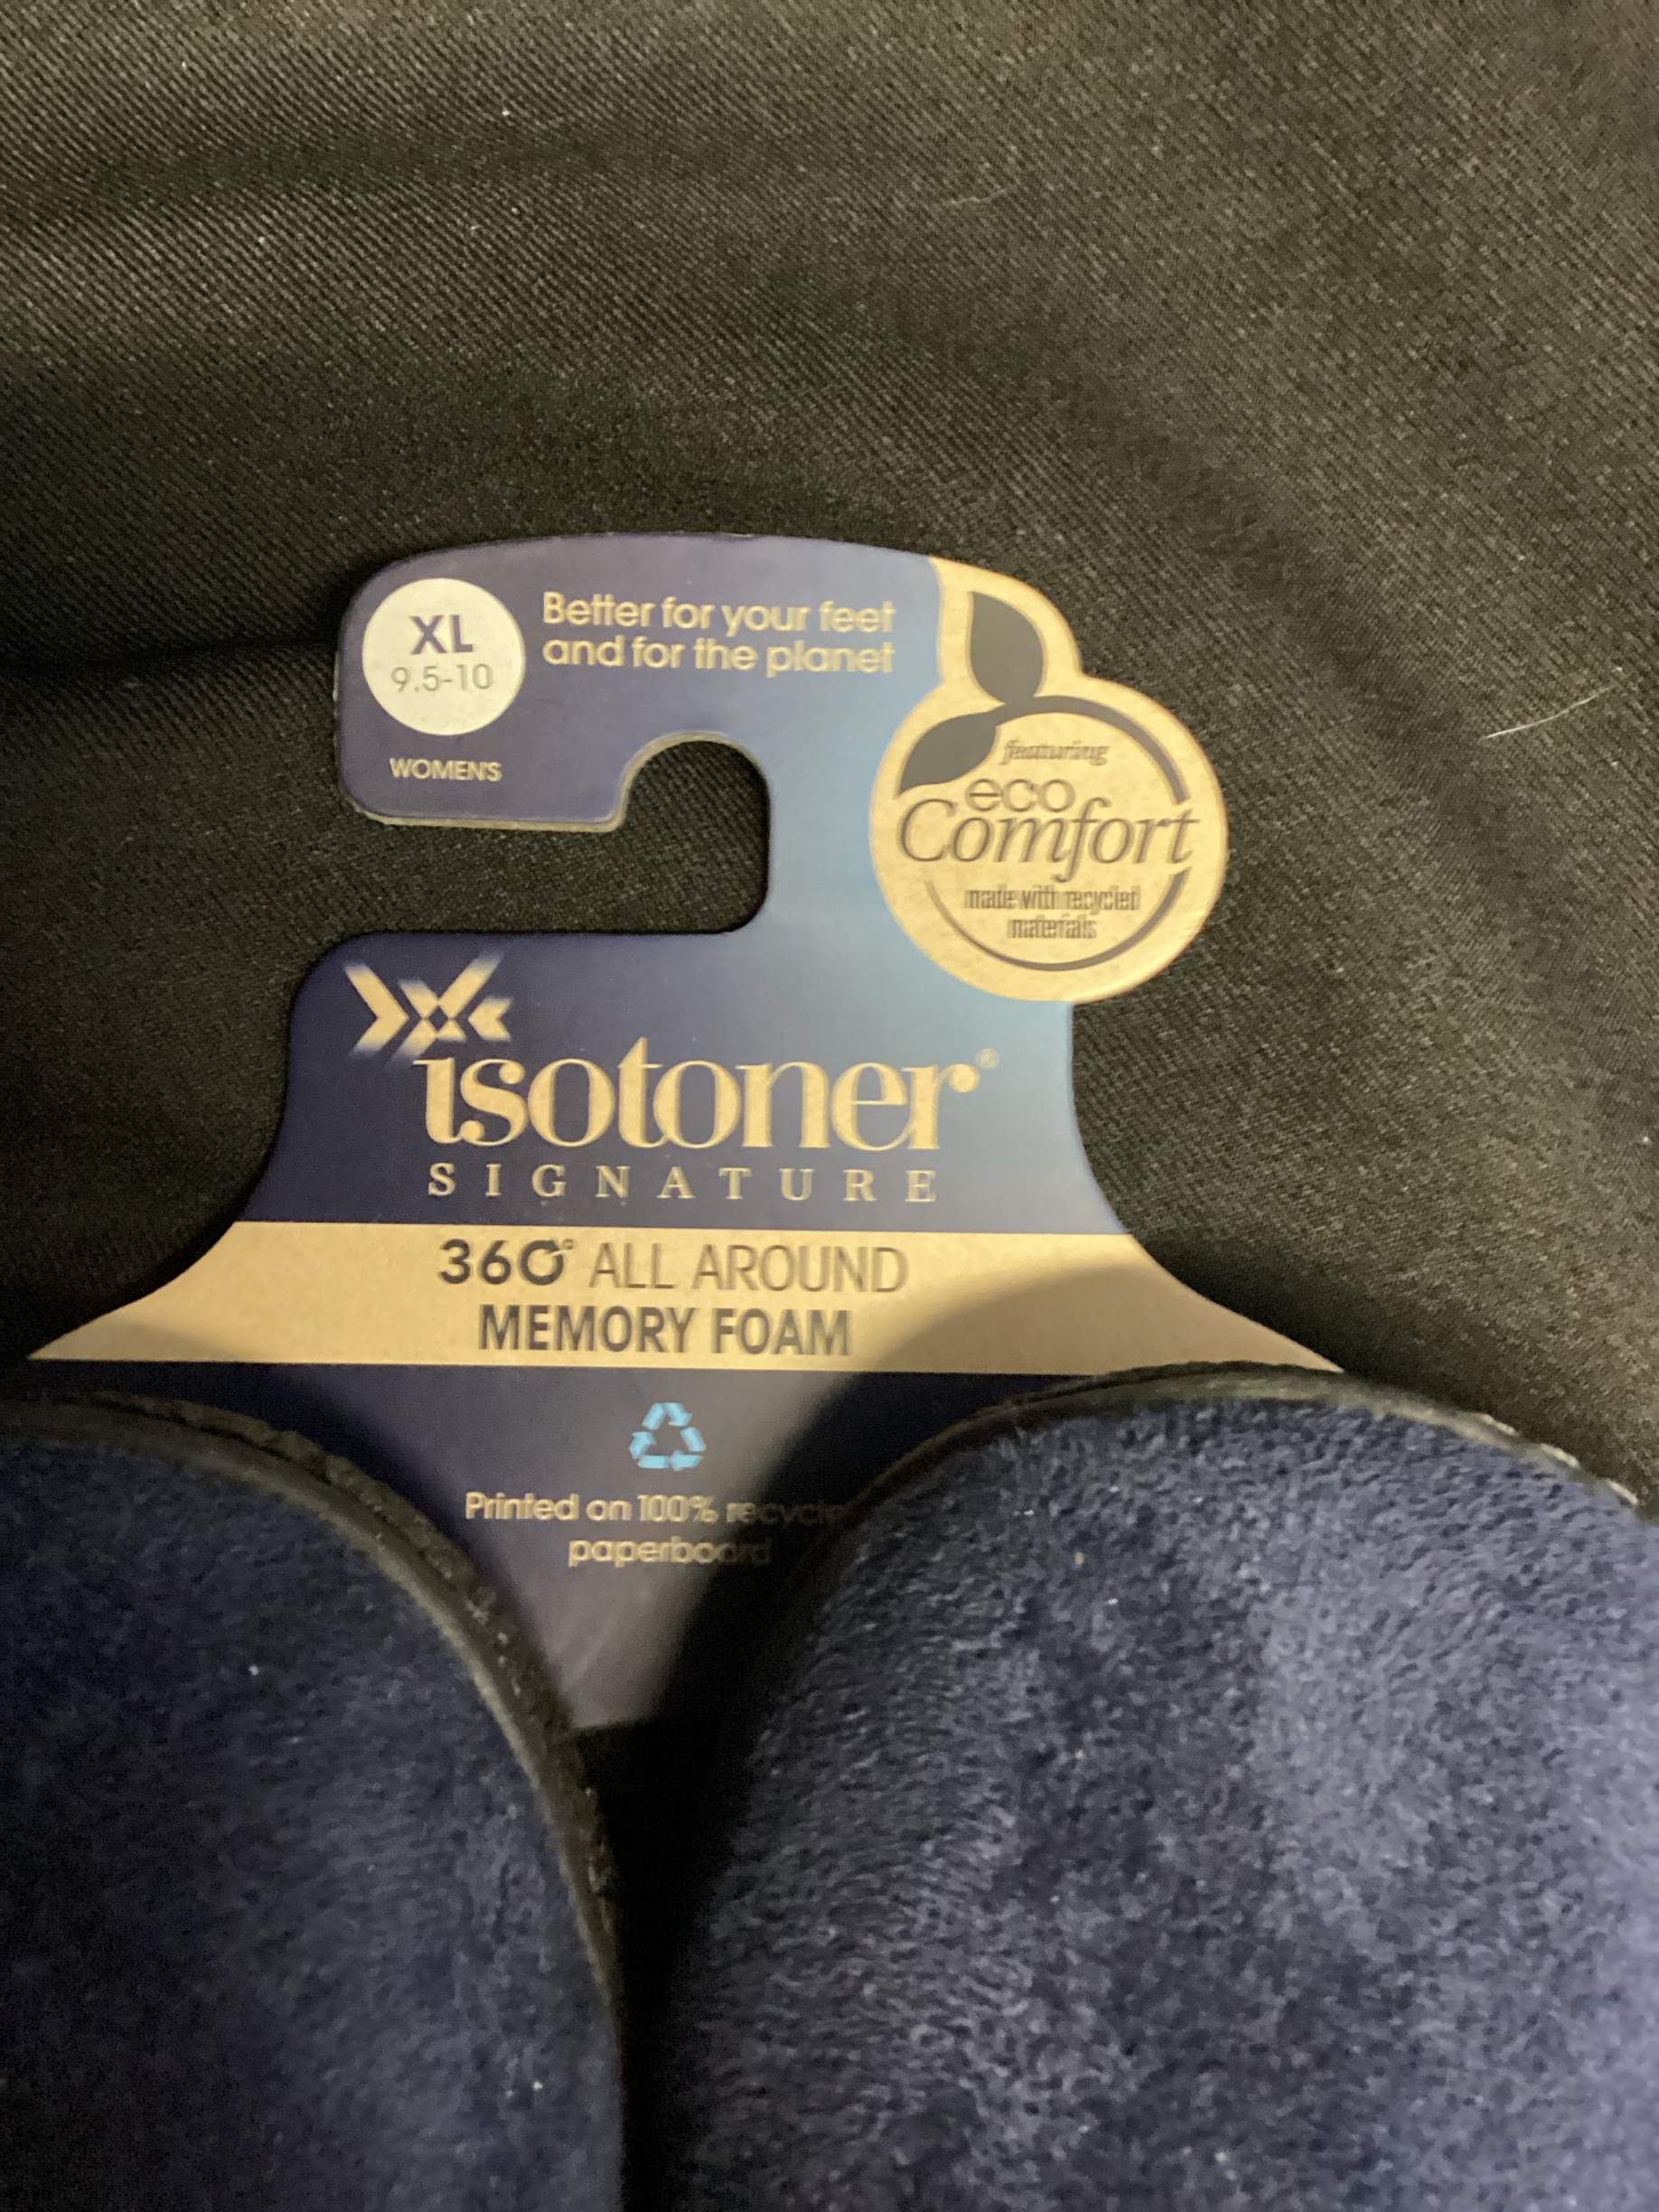 XL
9.5-10
WOMEN'S
Better for your feet
and for the planet
featuring
eco
Comfort
made with recycled
materials
isotoner®
SIGNATURE
360° ALL AROUND
MEMORY FOAM
Printed on 100% recycle
paperboard